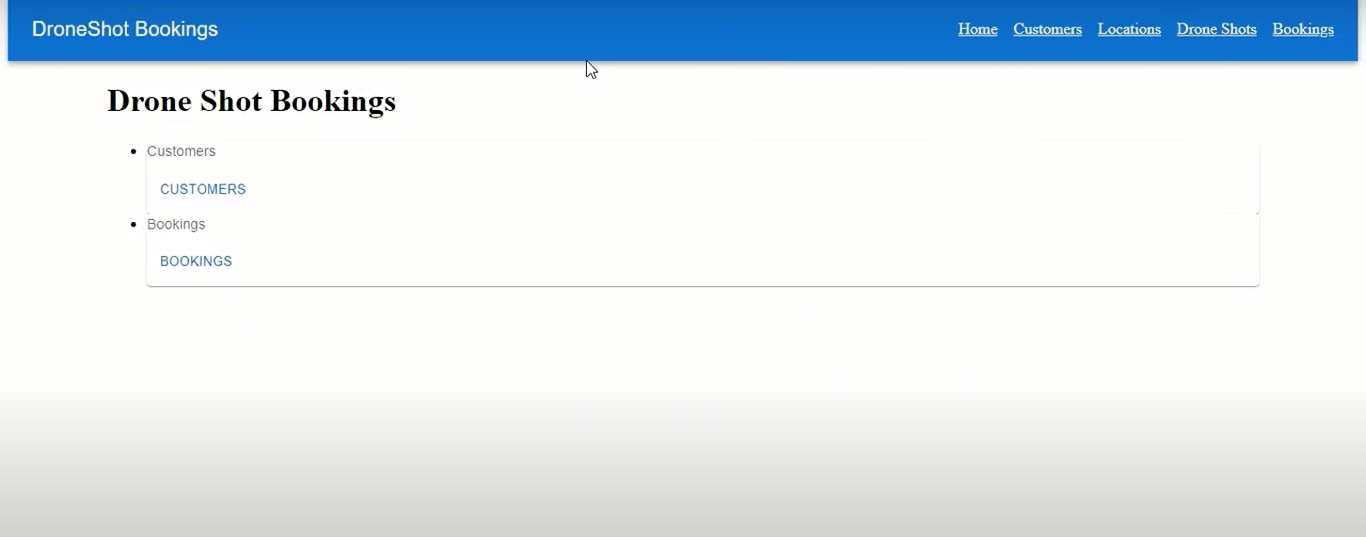 DroneShot Bookings Home Customers Locations Drone Shots Bookings
Drone Shot Bookings
Customers
CUSTOMERS
Bookings
BOOKINGS